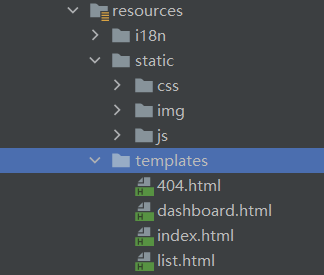 resources
i18n
static
css
img
js
templates
404.html
dashboard.html
index.html
list.html